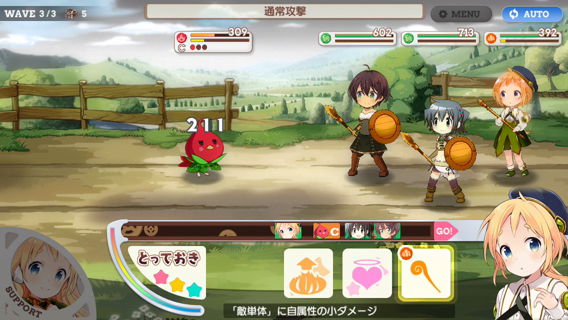 WAVE 3/3 5
通常攻撃
MENU
AUTO
309
C
602
713
392
211
C
GO!
とっておき
SUPPORT
「敵単体」に自属性の小ダメージ